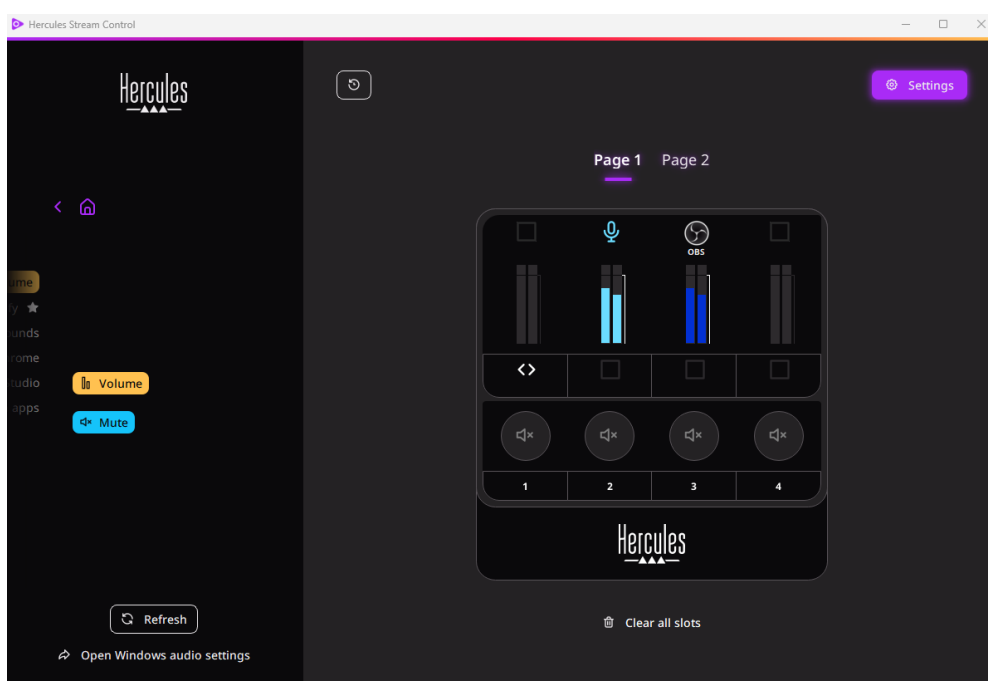 Hercules Stream Control
Hercules
Settings
Page 1 Page 2
OBS
Volume
Mute
apps
1 2 3 4
Hercules
Refresh
Clear all slots
Open Windows audio settings